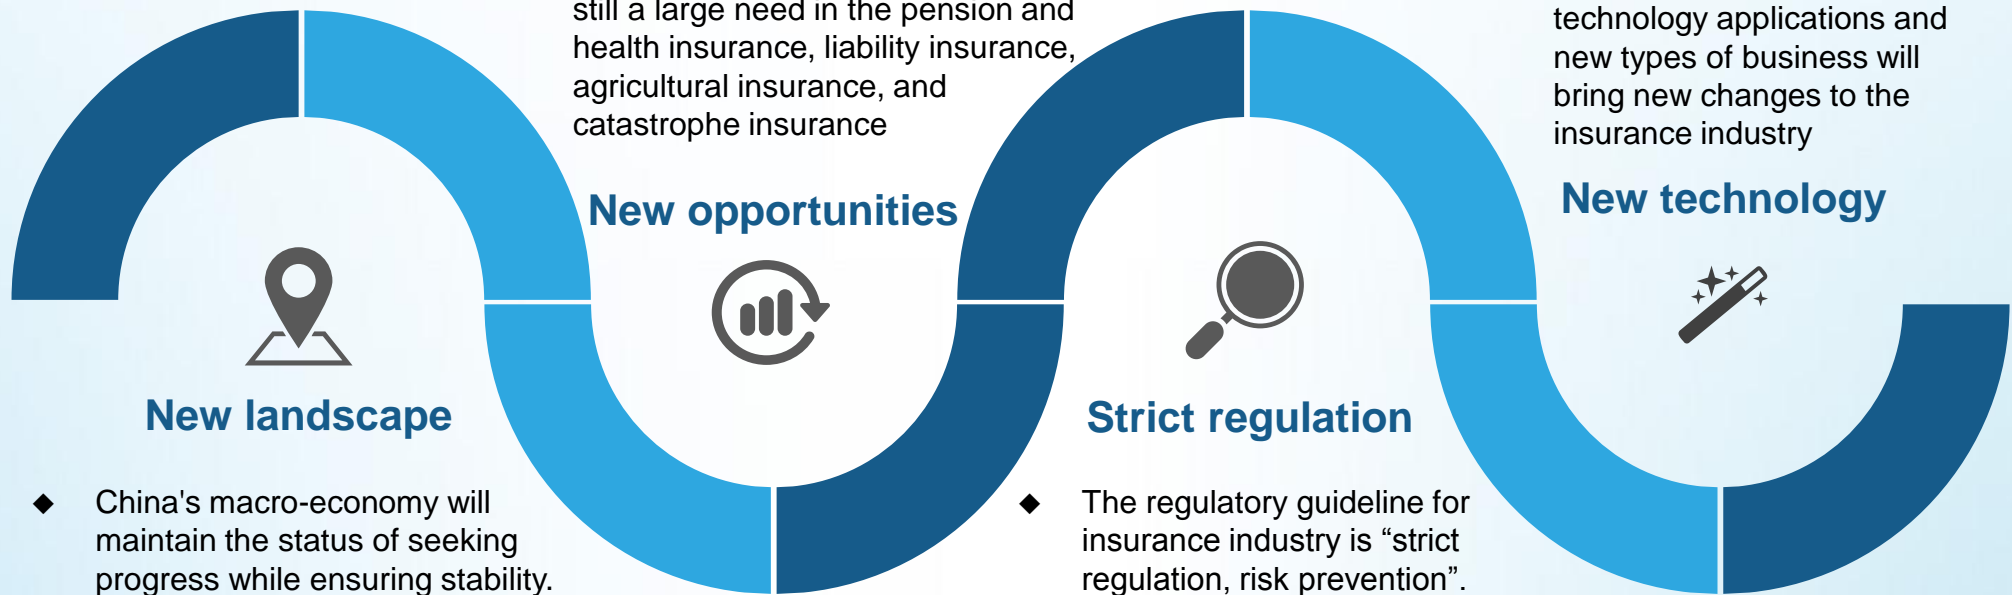 still a large need in the pension and
health insurance, liability insurance,
agricultural insurance, and
catastrophe insurance
technology applications and
new types of business will
bring new changes to the
insurance industry
New opportunities
New technology
New landscape
Strict regulation
◆ China's macro-economy will
maintain the status of seeking
progress while ensuring stability.
◆ The regulatory guideline for
insurance industry is “strict
regulation, risk prevention”.